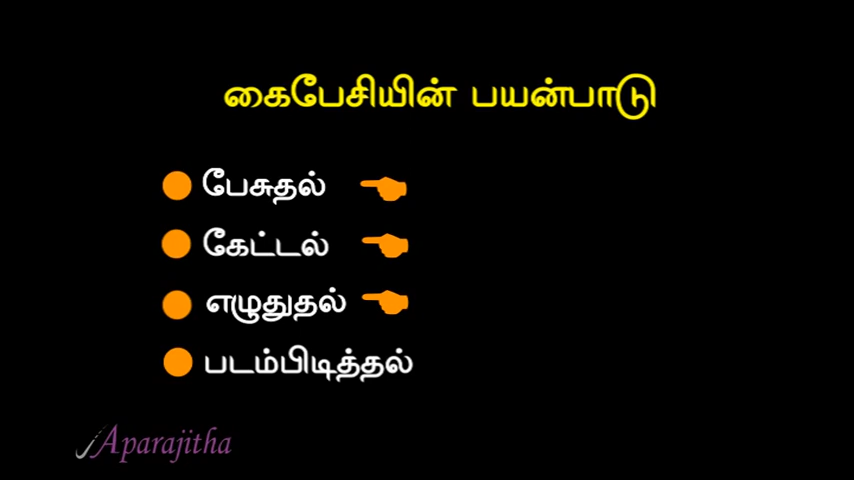 கைபேசியின் பயன்பாடு
பேசுதல்
கேட்டல்
எழுதுதல்
படம்பிடித்தல்
Aparajitha